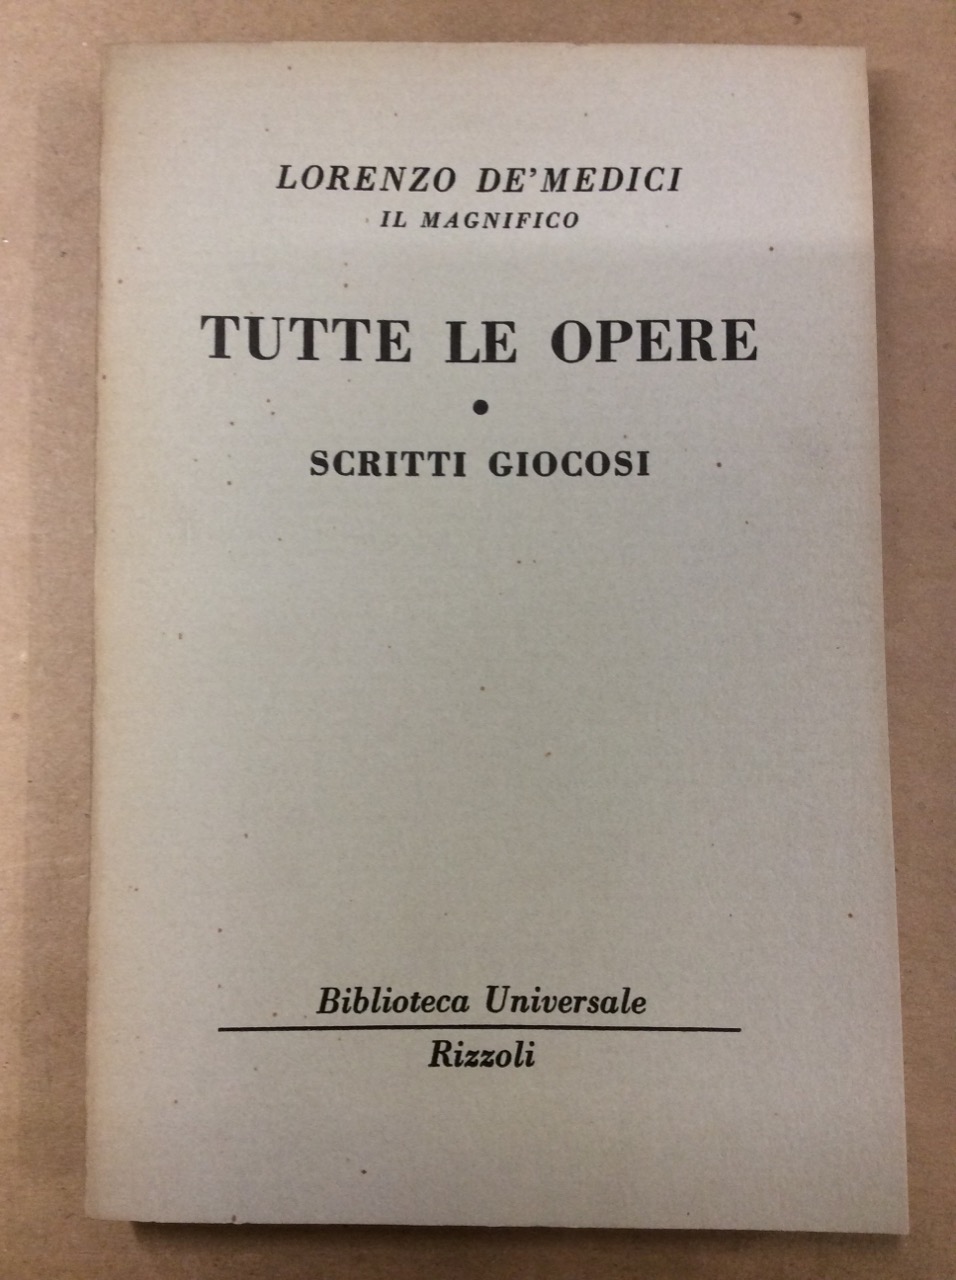 LORENZO DE' MEDICI
IL MAGNIFICO
TUTTE LE OPERE
•
SCRITTI GIOCOSI
Biblioteca Universale
Rizzoli